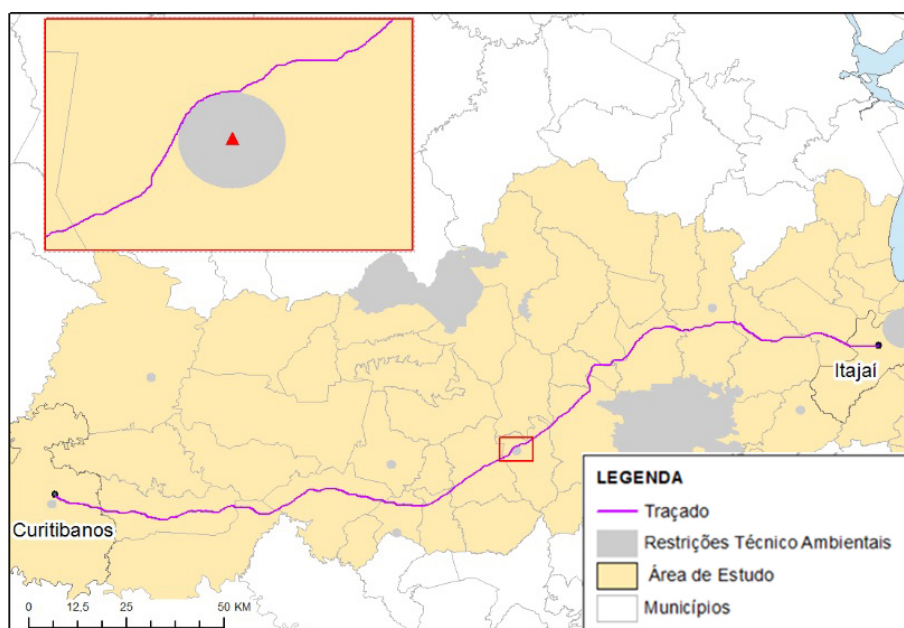 Itajaí
Curitibanos
LEGENDA
Traçado
Restrições Técnico Ambientais
Área de Estudo
Municípios
0 12,5 25 50 KM